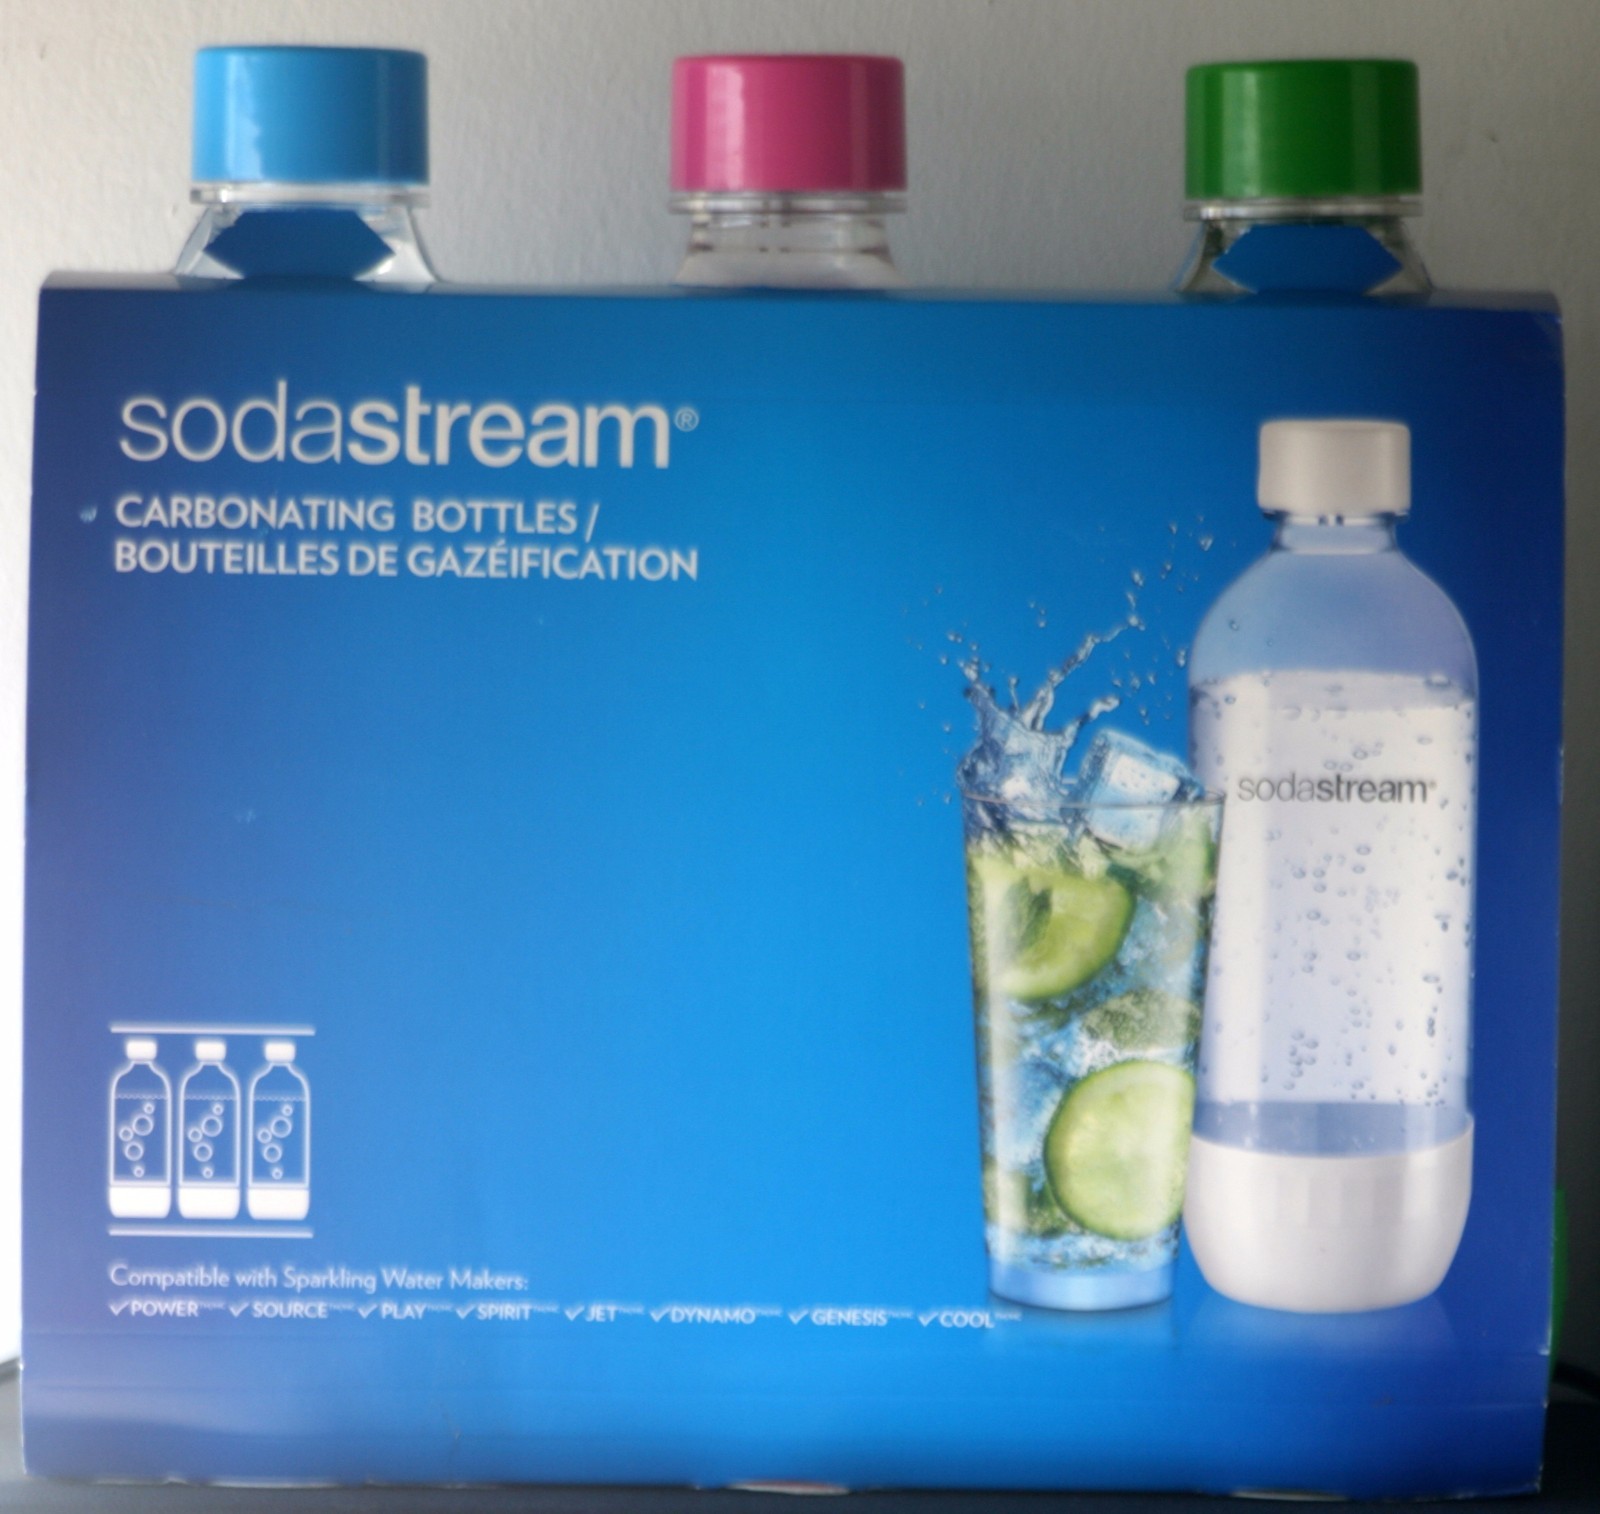 sodastream®
CARBONATING BOTTLES /
BOUTEILLES DE GAZÉIFICATION
sodastream®
Compatible with Sparkling Water Makers:
✓POWER ✓SOURCE ✓PLAY ✓SPIRIT ✓JET ✓DYNAMO ✓GENESIS ✓COOL